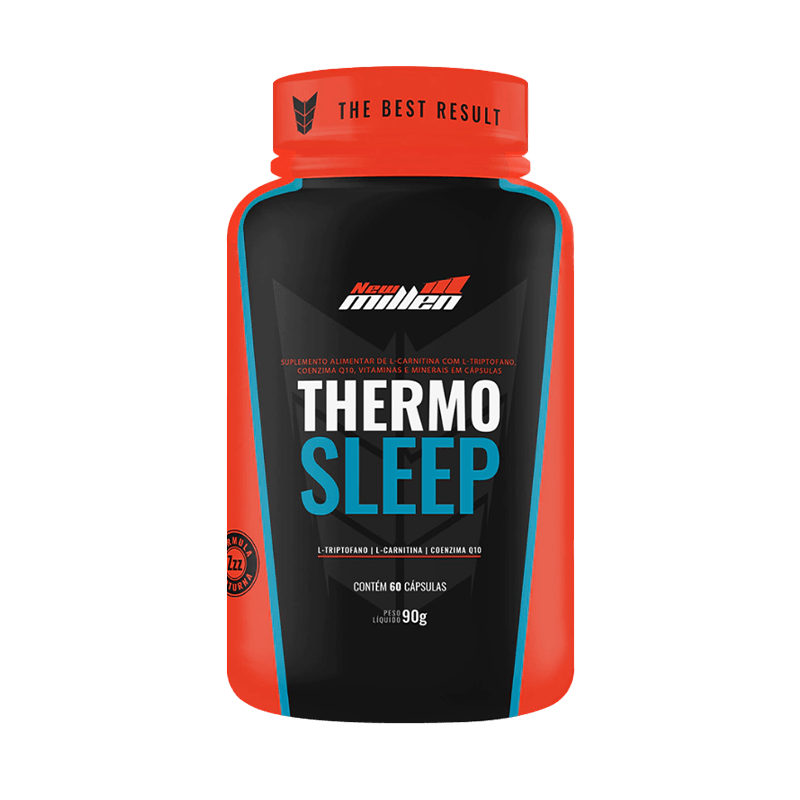 THE BEST RESULT
New
millen
SUPLEMENTO ALIMENTAR DE L-CARNITINA COM L-TRIPTOFANO,
COENZIMA Q10, VITAMINAS E MINERAIS EM CÁPSULAS
THERMO
SLEEP
L-TRIPTOFANO | L-CARNITINA | COENZIMA Q10
CONTÉM 60 CÁPSULAS
PESO
LÍQUIDO 90g